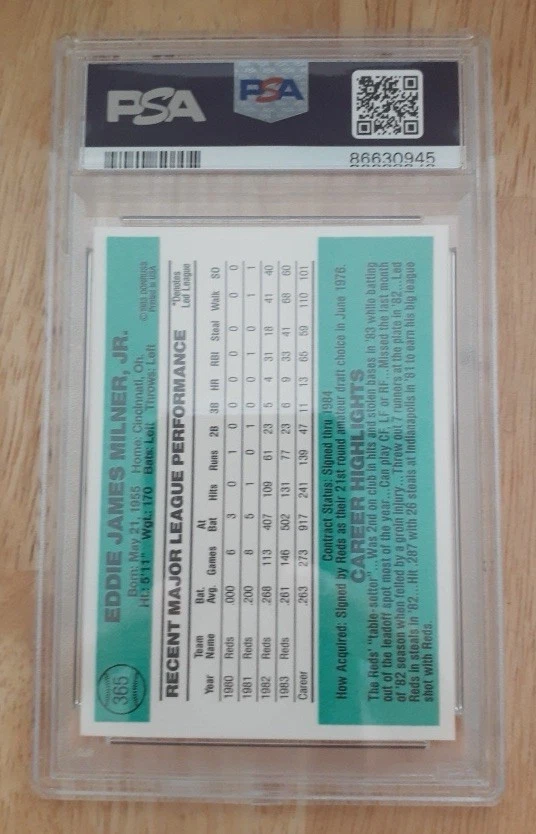 PSA
PSA
86630945
365
EDDIE JAMES MILNER, JR.
Born: May 21, 1955 Home: Cincinnati, Oh.
Ht.: 5'11" Wgt.: 170 Bats: Left Throws: Left
©1983 DONRUSS
Printed in USA
RECENT MAJOR LEAGUE PERFORMANCE
*Denotes
Led League
Year Team Name Bat. Avg. Games At Bat Hits Runs 2B 3B HR RBI Steal Walk SO
1980 Reds .000 6 3 0 1 0 0 0 0 0 0 0
1981 Reds .200 8 5 1 0 1 0 0 1 0 1 1
1982 Reds .268 113 407 109 61 23 5 4 31 18 41 40
1983 Reds .261 146 502 131 77 23 6 9 33 41 68 60
Career .263 273 917 241 139 47 11 13 65 59 110 101
Contract Status: Signed thru 1984
How Acquired: Signed by Reds as their 21st round amateur draft choice in June 1976.
CAREER HIGHLIGHTS
The Reds' "table-setter"...Was 2nd on club in hits and stolen bases in '83 while batting
out of the leadoff spot most of the year...Can play CF, LF or RF...Missed the last month
of '82 season when felled by a groin injury...Threw out 7 runners at the plate in '82...Led
Reds in steals in '82...Hit .287 with 26 steals at Indianapolis in '81 to earn his big league
shot with Reds.